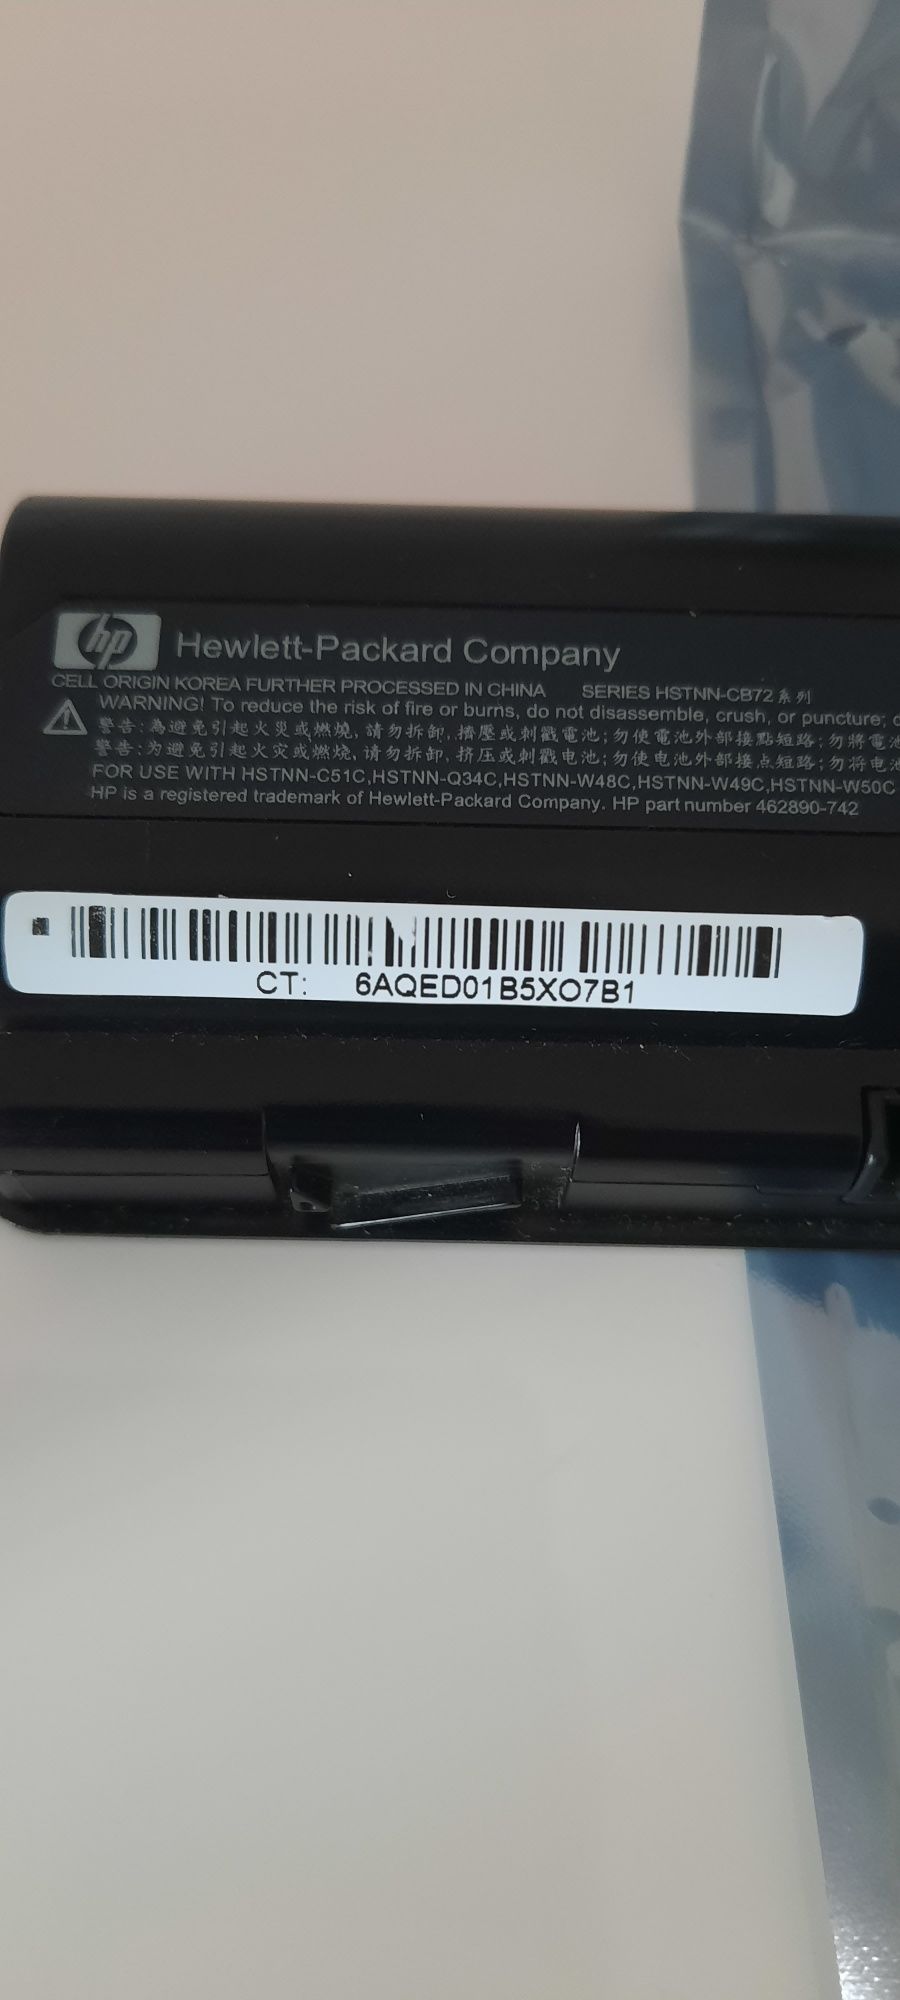 hp Hewlett-Packard Company
CELL ORIGIN KOREA FURTHER PROCESSED IN CHINA SERIES HSTNN-CB72 系列
WARNING! To reduce the risk of fire or burns, do not disassemble, crush, or puncture;
警告:為避免引起火災或燃燒,請勿拆卸,擠壓或刺戳電池;勿使電池外部接點短路;勿將電池
警告:为避免引起火灾或燃烧,请勿拆卸,挤压或刺戳电池;勿使电池外部接点短路;勿将电池
FOR USE WITH HSTNN-C51C,HSTNN-Q34C,HSTNN-W48C,HSTNN-W49C,HSTNN-W50C
HP is a registered trademark of Hewlett-Packard Company. HP part number 462890-742
CT: 6AQED01B5XO7B1